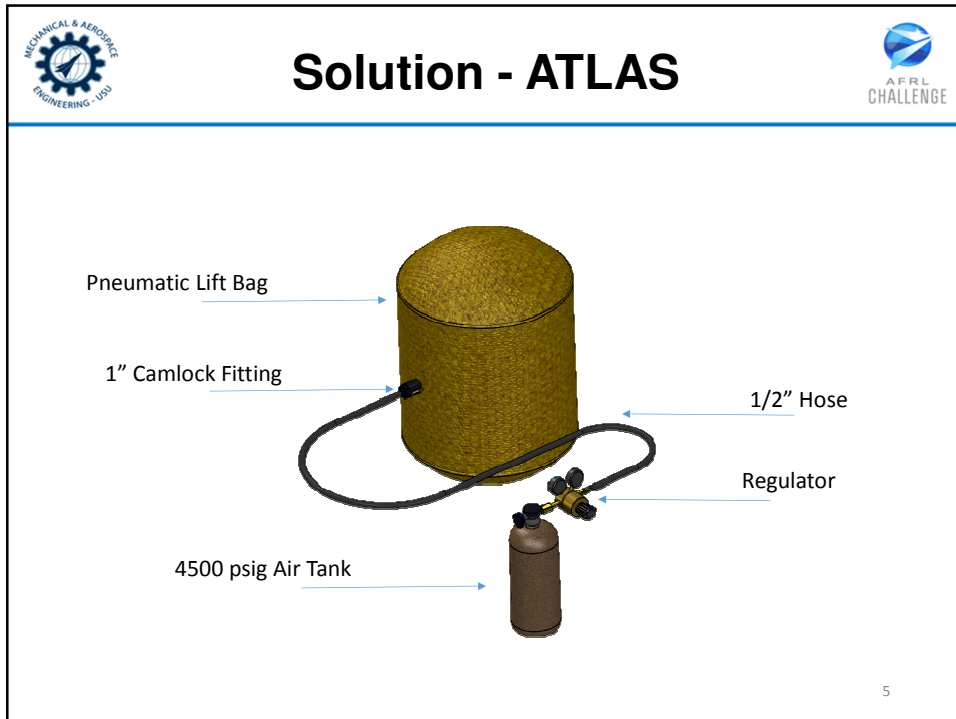 MECHANICAL & AEROSPACE
ENGINEERING - USU
Solution - ATLAS
AFRL
CHALLENGE
Pneumatic Lift Bag
1” Camlock Fitting
1/2” Hose
Regulator
4500 psig Air Tank
5